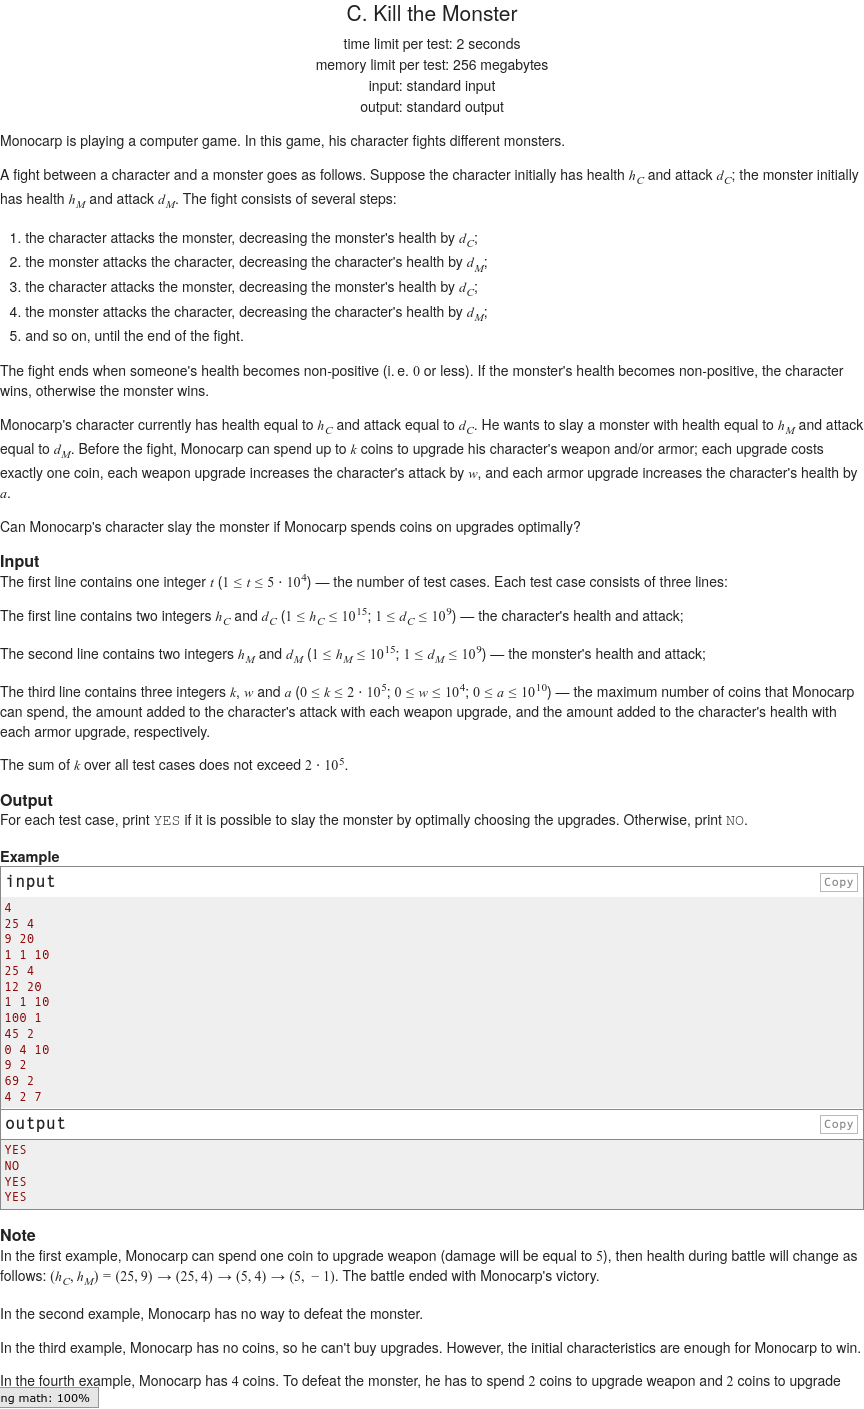 C. Kill the Monster
time limit per test: 2 seconds
memory limit per test: 256 megabytes
input: standard input
output: standard output
Monocarp is playing a computer game. In this game, his character fights different monsters.
A fight between a character and a monster goes as follows. Suppose the character initially has health h_C and attack d_C; the monster initially
has health h_M and attack d_M. The fight consists of several steps:
1. the character attacks the monster, decreasing the monster's health by d_C;
2. the monster attacks the character, decreasing the character's health by d_M;
3. the character attacks the monster, decreasing the monster's health by d_C;
4. the monster attacks the character, decreasing the character's health by d_M;
5. and so on, until the end of the fight.
The fight ends when someone's health becomes non-positive (i. e. 0 or less). If the monster's health becomes non-positive, the character
wins, otherwise the monster wins.
Monocarp's character currently has health equal to h_C and attack equal to d_C. He wants to slay a monster with health equal to h_M and attack
equal to d_M. Before the fight, Monocarp can spend up to k coins to upgrade his character's weapon and/or armor; each upgrade costs
exactly one coin, each weapon upgrade increases the character's attack by w, and each armor upgrade increases the character's health by
a.
Can Monocarp's character slay the monster if Monocarp spends coins on upgrades optimally?
Input
The first line contains one integer t (1 ≤ t ≤ 5 · 10^4) — the number of test cases. Each test case consists of three lines:
The first line contains two integers h_C and d_C (1 ≤ h_C ≤ 10^15; 1 ≤ d_C ≤ 10^9) — the character's health and attack;
The second line contains two integers h_M and d_M (1 ≤ h_M ≤ 10^15; 1 ≤ d_M ≤ 10^9) — the monster's health and attack;
The third line contains three integers k, w and a (0 ≤ k ≤ 2 · 10^5; 0 ≤ w ≤ 10^4; 0 ≤ a ≤ 10^10) — the maximum number of coins that Monocarp
can spend, the amount added to the character's attack with each weapon upgrade, and the amount added to the character's health with
each armor upgrade, respectively.
The sum of k over all test cases does not exceed 2 · 10^5.
Output
For each test case, print YES if it is possible to slay the monster by optimally choosing the upgrades. Otherwise, print NO.
Example
input Copy
4
25 4
9 20
1 1 10
25 4
12 20
1 1 10
100 1
45 2
0 4 10
9 2
69 2
4 2 7
output Copy
YES
NO
YES
YES
Note
In the first example, Monocarp can spend one coin to upgrade weapon (damage will be equal to 5), then health during battle will change as
follows: (h_C, h_M) = (25, 9) → (25, 4) → (5, 4) → (5, − 1). The battle ended with Monocarp's victory.
In the second example, Monocarp has no way to defeat the monster.
In the third example, Monocarp has no coins, so he can't buy upgrades. However, the initial characteristics are enough for Monocarp to win.
In the fourth example, Monocarp has 4 coins. To defeat the monster, he has to spend 2 coins to upgrade weapon and 2 coins to upgrade
ng math: 100%